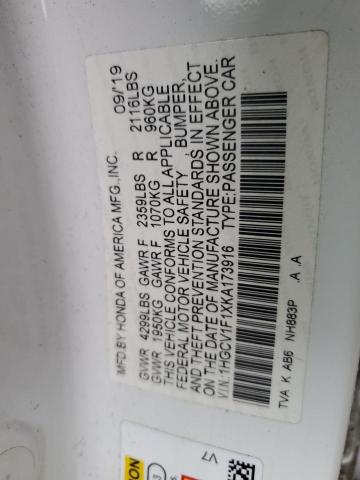 MFD.BY HONDA OF AMERICA MFG.,INC. 09/'19
GVWR 4299LBS GAWR F 2359LBS R 2116LBS
GVWR 1950KG GAWR F 1070KG R 960KG
THIS VEHICLE CONFORMS TO ALL APPLICABLE
FEDERAL MOTOR VEHICLE SAFETY , BUMPER,
AND THEFT PREVENTION STANDARDS IN EFFECT
ON THE DATE OF MANUFACTURE SHOWN ABOVE.
V.I.N.:1HGCV1F1XKA173916 TYPE:PASSENGER CAR
TVA K AB6 NH883P .A .A
V7